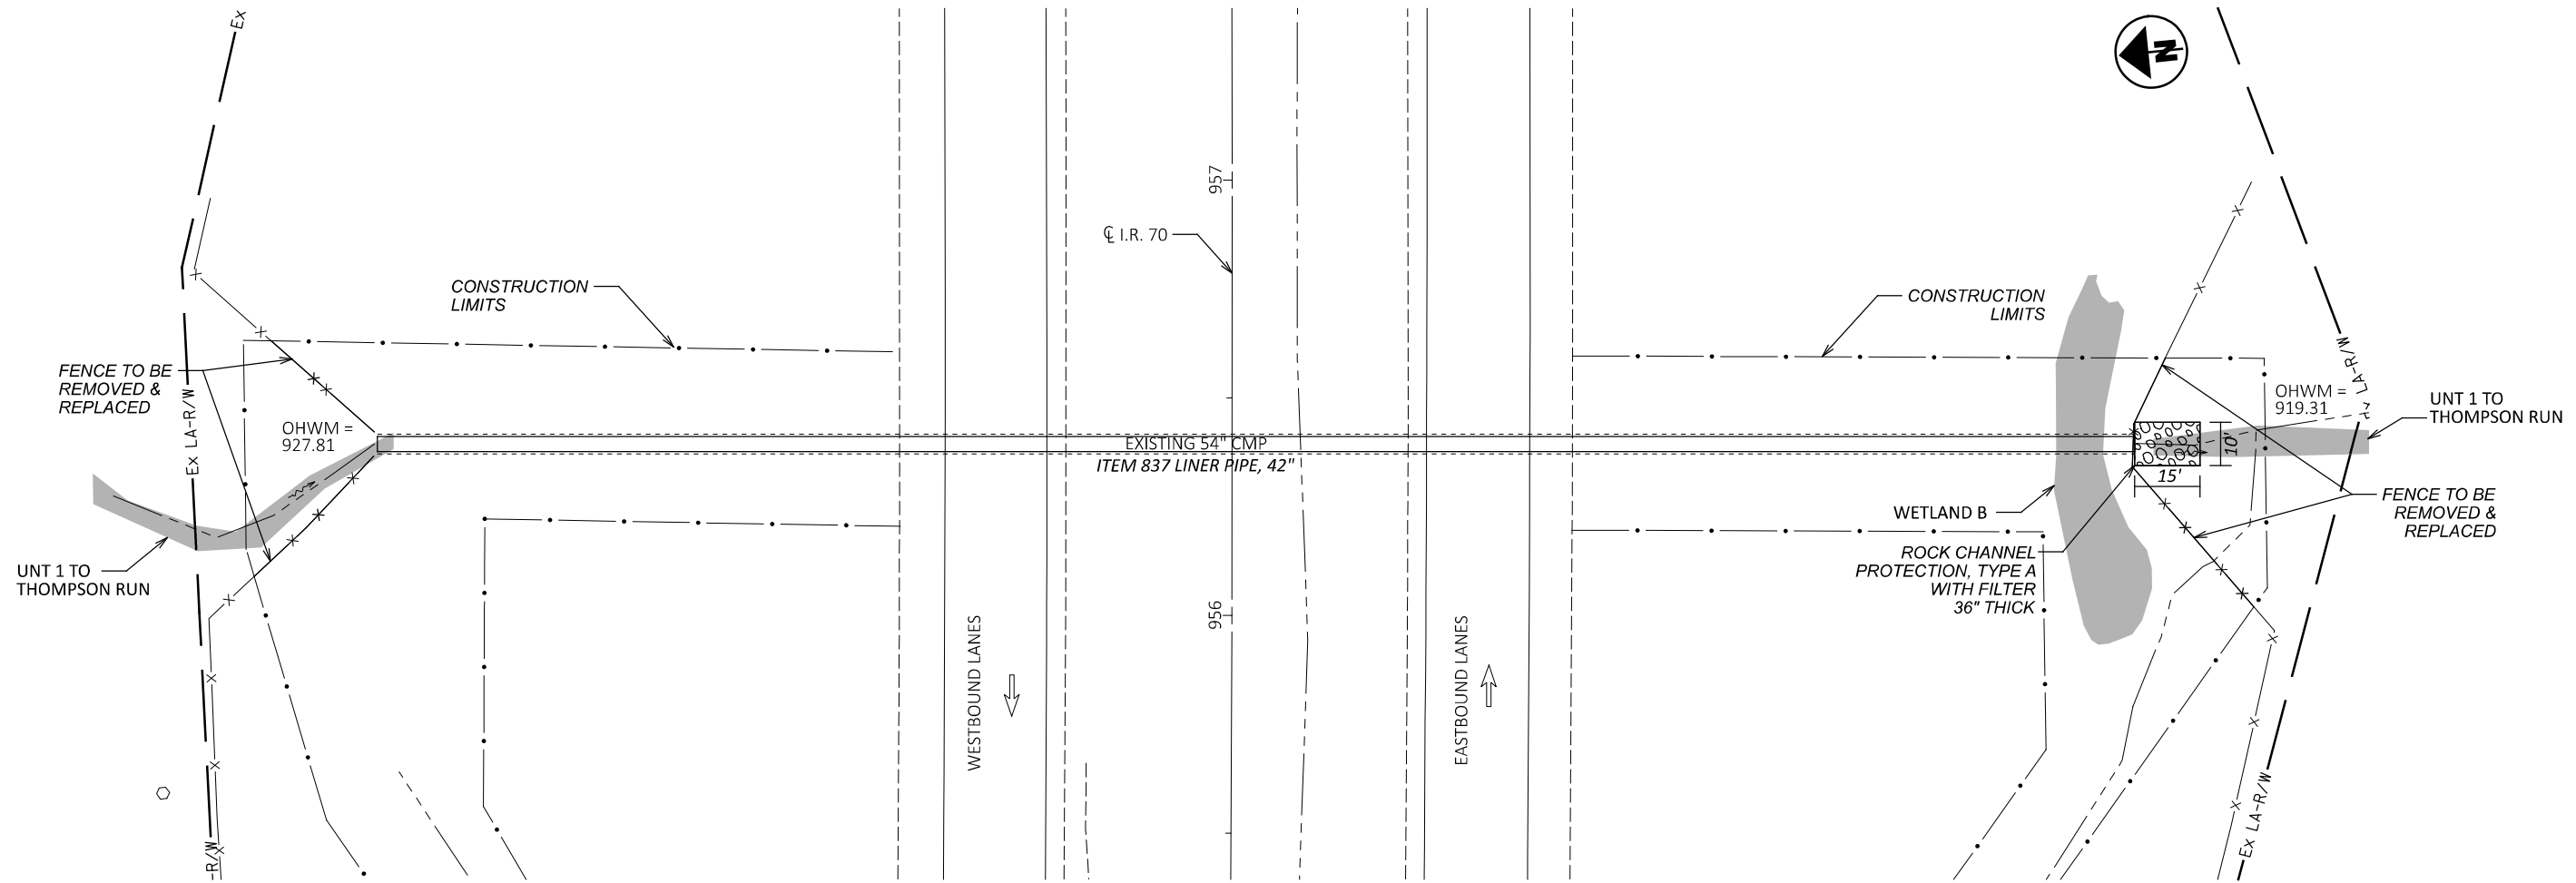 Ex
N
957
℄ I.R. 70
CONSTRUCTION
LIMITS
CONSTRUCTION
LIMITS
FENCE TO BE
REMOVED &
REPLACED
Ex LA-R/W
OHWM =
927.81
LA-R/W
OHWM =
919.31
UNT 1 TO
THOMPSON RUN
EXISTING 54" CMP
ITEM 837 LINER PIPE, 42"
10'
15'
WETLAND B
FENCE TO BE
REMOVED &
REPLACED
ROCK CHANNEL
PROTECTION, TYPE A
WITH FILTER
36" THICK
UNT 1 TO
THOMPSON RUN
956
WESTBOUND LANES
EASTBOUND LANES
-R/W
Ex LA-R/W